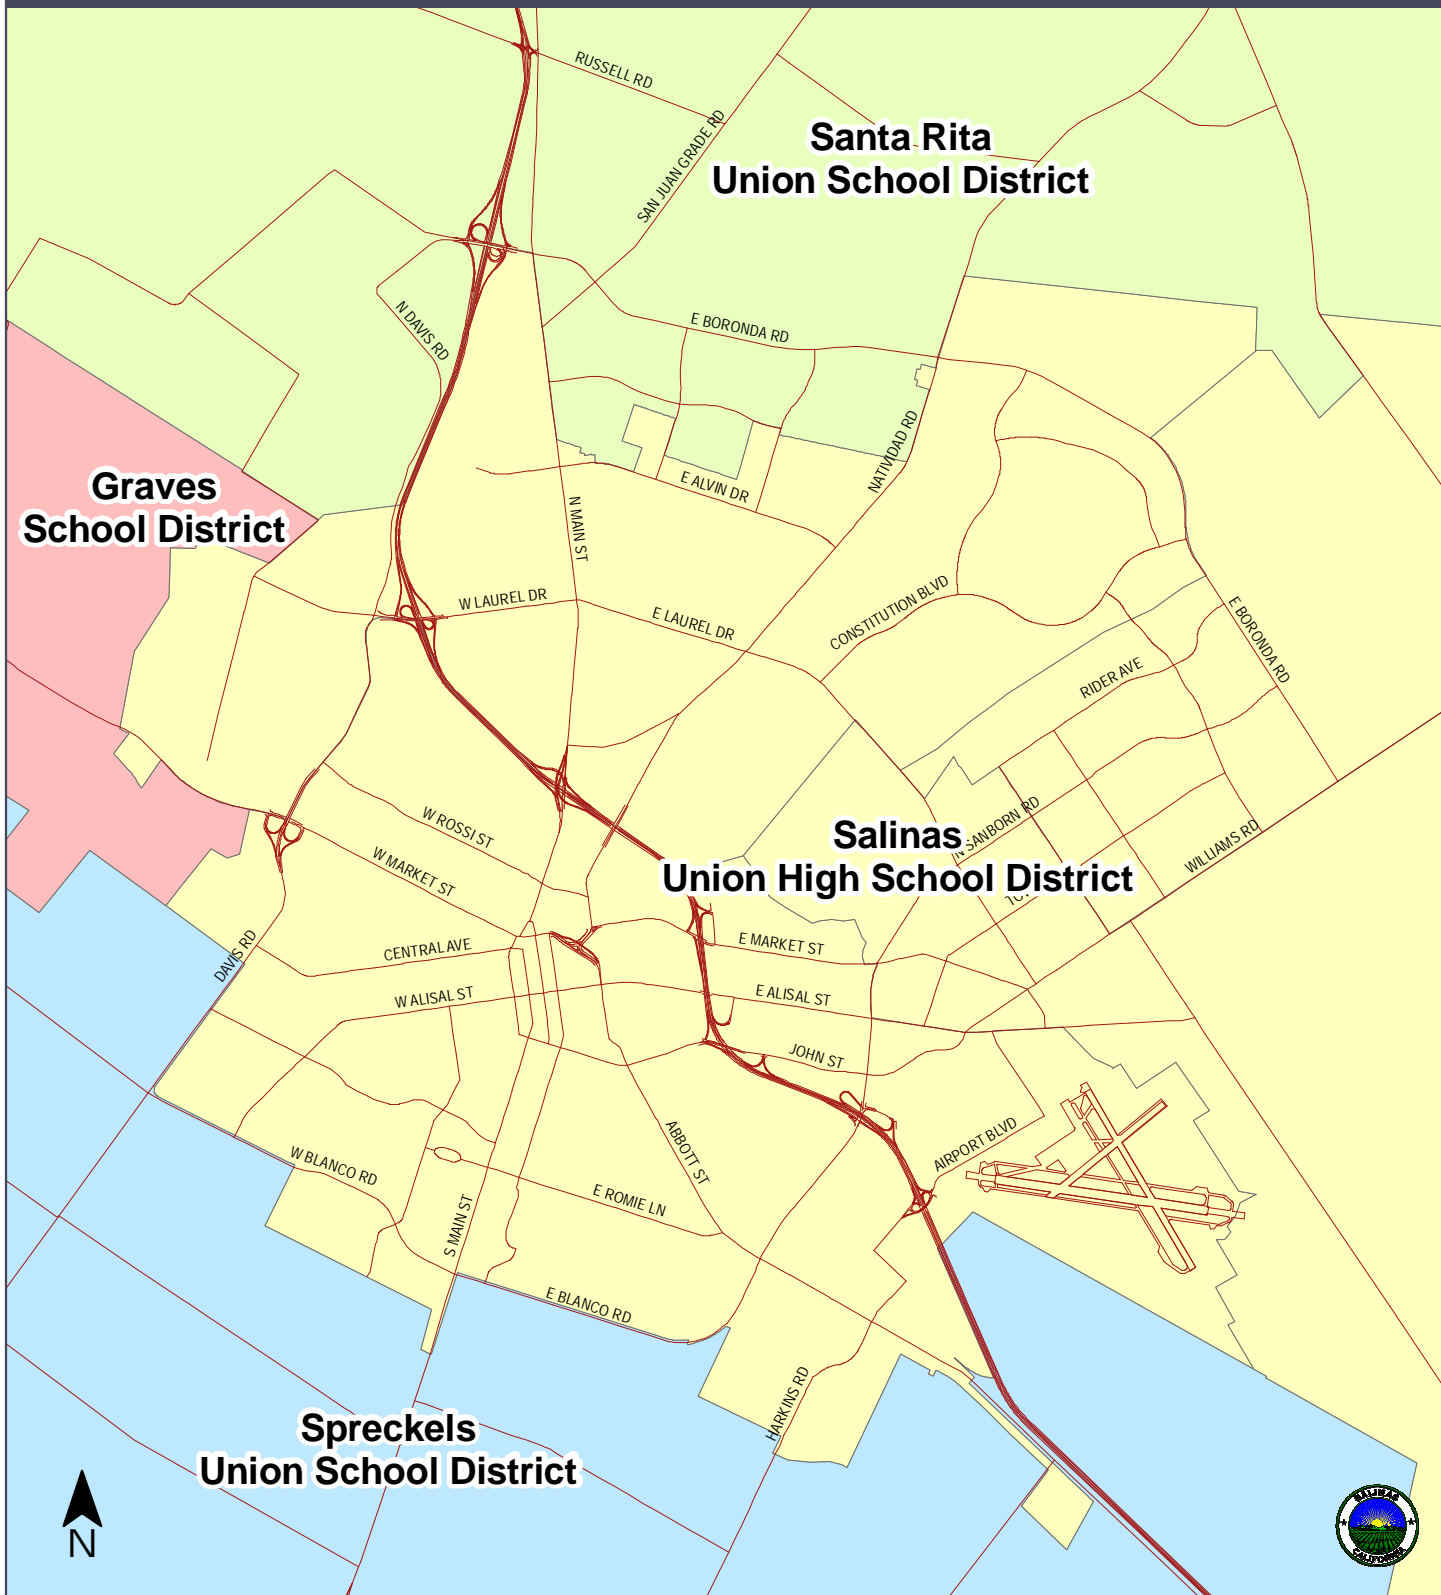 RUSSELL RD
SAN JUAN GRADE RD
Santa Rita
Union School District
N DAVIS RD
E BORONDA RD
NATIVIDAD RD
E ALVIN DR
Graves
School District
N MAIN ST
W LAUREL DR
E LAUREL DR
CONSTITUTION BLVD
E BORONDA RD
RIDER AVE
W ROSSI ST
N SANBORN RD
Salinas
Union High School District
WILLIAMS RD
W MARKET ST
DAVIS RD
CENTRAL AVE
E MARKET ST
W ALISAL ST
E ALISAL ST
JOHN ST
ABBOTT ST
AIRPORT BLVD
W BLANCO RD
E ROMIE LN
S MAIN ST
E BLANCO RD
HARKINS RD
Spreckels
Union School District
N
SALINAS
CALIFORNIA